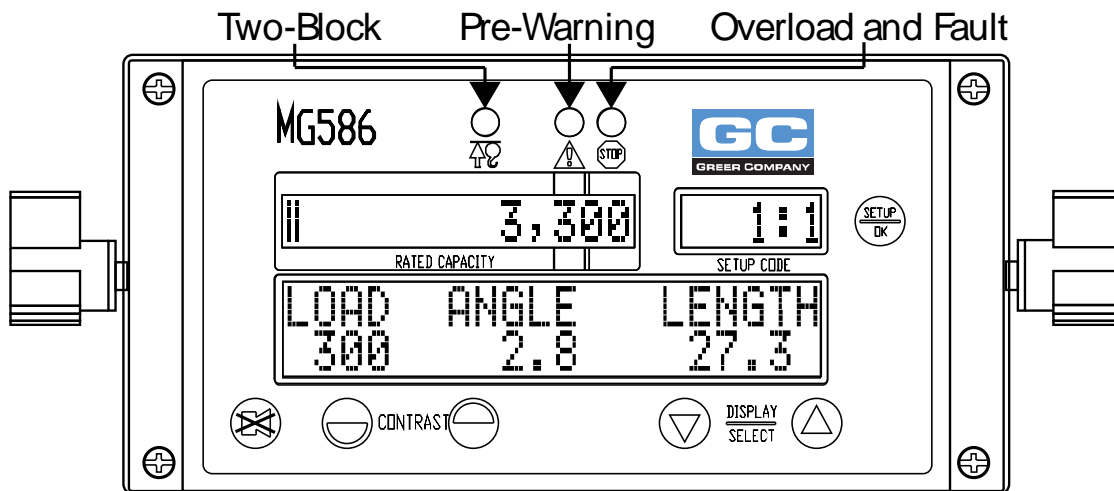 Two-Block Pre-Warning Overload and Fault
MG586
STOP
GC
GREER COMPANY
3,300
1:1
SETUP
OK
RATED CAPACITY
SETUP CODE
LOAD ANGLE LENGTH
300 2.8 27.3
CONTRAST
DISPLAY
SELECT